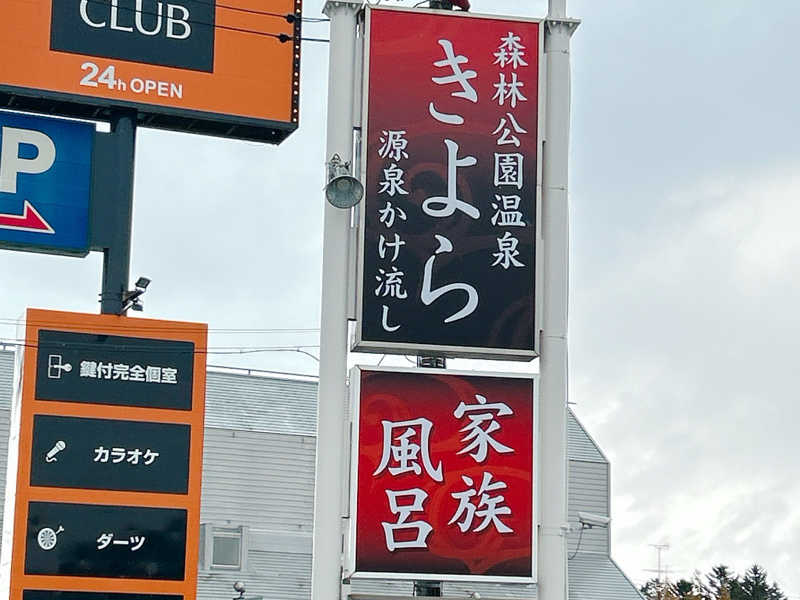 CLUB
24h OPEN
P
森林公園温泉
きよら
源泉かけ流し
家族
風呂
鍵付完全個室
カラオケ
ダーツ